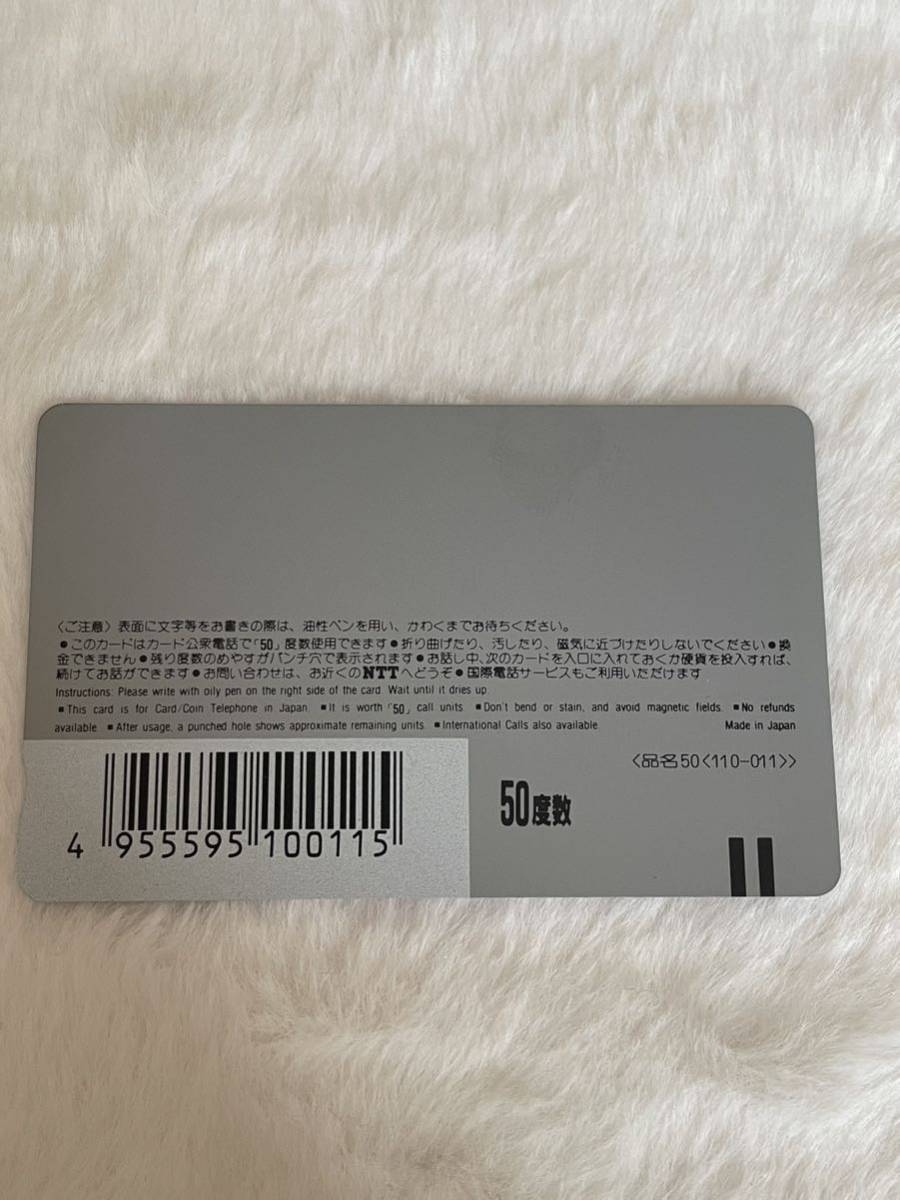 〈ご注意〉表面に文字等をお書きの際は、油性ペンを用い、かわくまでお待ちください。
●このカードはカード公衆電話で「50」度数使用できます●折り曲げたり、汚したり、磁気に近づけたりしないでください●換
金できません●残り度数のめやすがパンチ穴で表示されます●お話し中、次のカードを入口に入れておくか硬貨を投入すれば、
続けてお話ができます●お問い合わせは、お近くのNTTへどうぞ●国際電話サービスもご利用いただけます
Instructions: Please write with oily pen on the right side of the card. Wait until it dries up.
■This card is for Card/Coin Telephone in Japan. ■It is worth「50」call units. ■Don't bend or stain, and avoid magnetic fields. ■No refunds
available. ■After usage, a punched hole shows approximate remaining units. ■International Calls also available. Made in Japan
〈品名50〈110-011〉〉
50度数
4 955595 100115